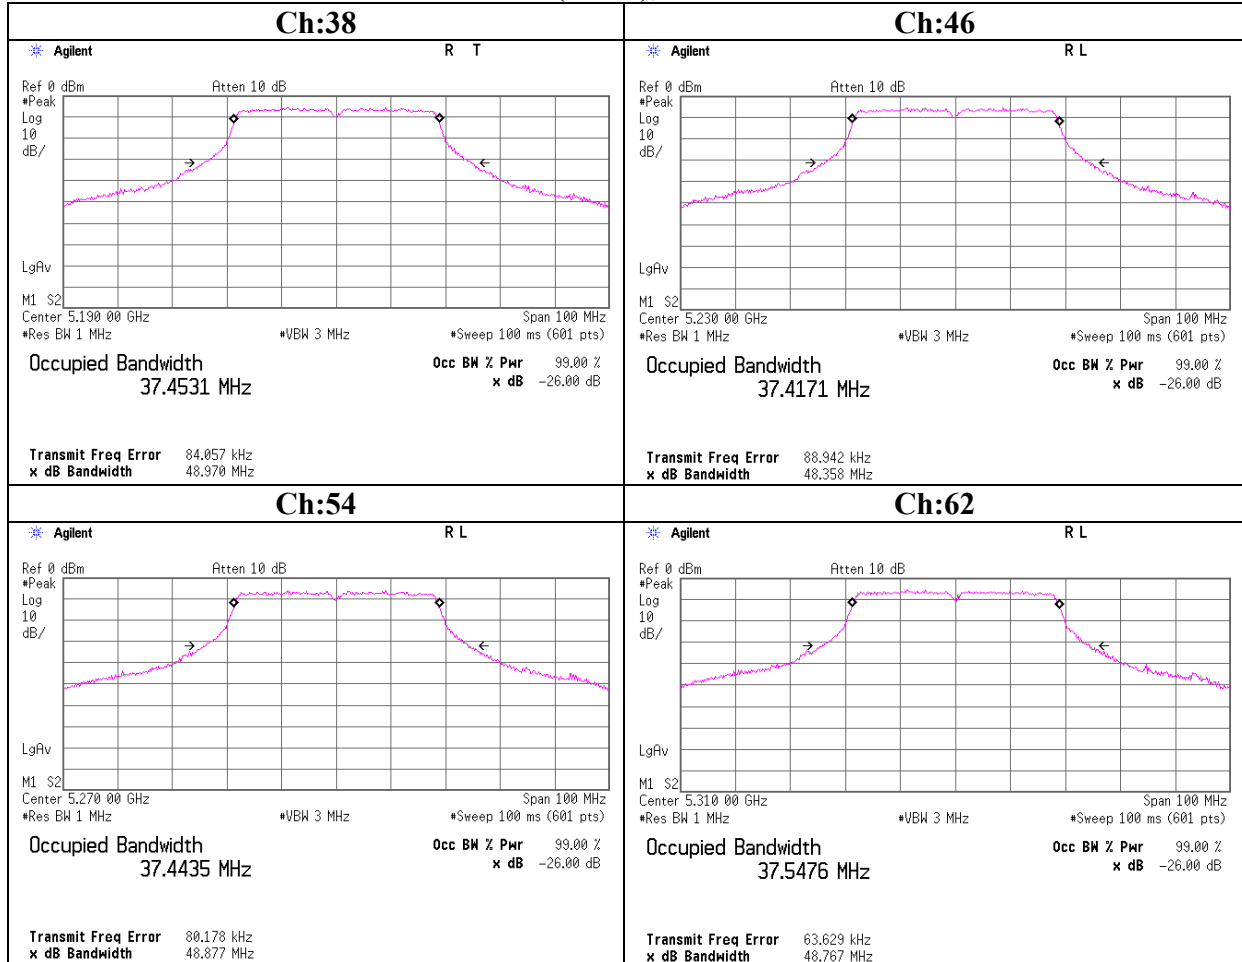 Ch:38
Agilent R T
Ref 0 dBm Atten 10 dB
#Peak
Log
10
dB/
LgAv
M1 S2
Center 5.190 00 GHz Span 100 MHz
#Res BW 1 MHz #VBW 3 MHz #Sweep 100 ms (601 pts)
Occupied Bandwidth Occ BW % Pwr 99.00 %
37.4531 MHz x dB -26.00 dB
Transmit Freq Error 84.057 kHz
x dB Bandwidth 48.970 MHz
Ch:46
Agilent R L
Ref 0 dBm Atten 10 dB
#Peak
Log
10
dB/
LgAv
M1 S2
Center 5.230 00 GHz Span 100 MHz
#Res BW 1 MHz #VBW 3 MHz #Sweep 100 ms (601 pts)
Occupied Bandwidth Occ BW % Pwr 99.00 %
37.4171 MHz x dB -26.00 dB
Transmit Freq Error 88.942 kHz
x dB Bandwidth 48.358 MHz
Ch:54
Agilent R L
Ref 0 dBm Atten 10 dB
#Peak
Log
10
dB/
LgAv
M1 S2
Center 5.270 00 GHz Span 100 MHz
#Res BW 1 MHz #VBW 3 MHz #Sweep 100 ms (601 pts)
Occupied Bandwidth Occ BW % Pwr 99.00 %
37.4435 MHz x dB -26.00 dB
Transmit Freq Error 80.178 kHz
x dB Bandwidth 48.877 MHz
Ch:62
Agilent R L
Ref 0 dBm Atten 10 dB
#Peak
Log
10
dB/
LgAv
M1 S2
Center 5.310 00 GHz Span 100 MHz
#Res BW 1 MHz #VBW 3 MHz #Sweep 100 ms (601 pts)
Occupied Bandwidth Occ BW % Pwr 99.00 %
37.5476 MHz x dB -26.00 dB
Transmit Freq Error 63.629 kHz
x dB Bandwidth 48.767 MHz